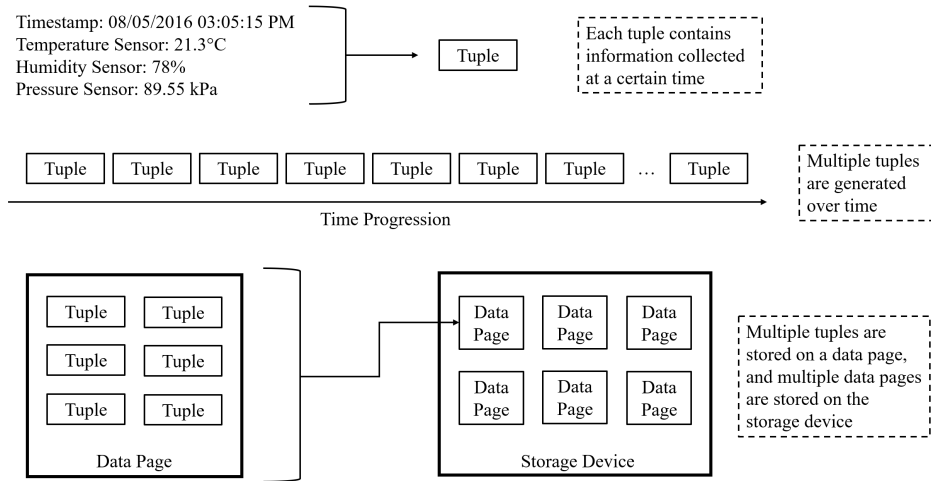 Timestamp: 08/05/2016 03:05:15 PM
Temperature Sensor: 21.3°C
Humidity Sensor: 78%
Pressure Sensor: 89.55 kPa
Tuple
Each tuple contains
information collected
at a certain time
Tuple Tuple Tuple Tuple Tuple Tuple Tuple … Tuple
Time Progression
Multiple tuples
are generated
over time
Tuple Tuple
Tuple Tuple
Tuple Tuple
Data Page
Data Data Data
Page Page Page
Data Data Data
Page Page Page
Storage Device
Multiple tuples are
stored on a data page,
and multiple data pages
are stored on the
storage device